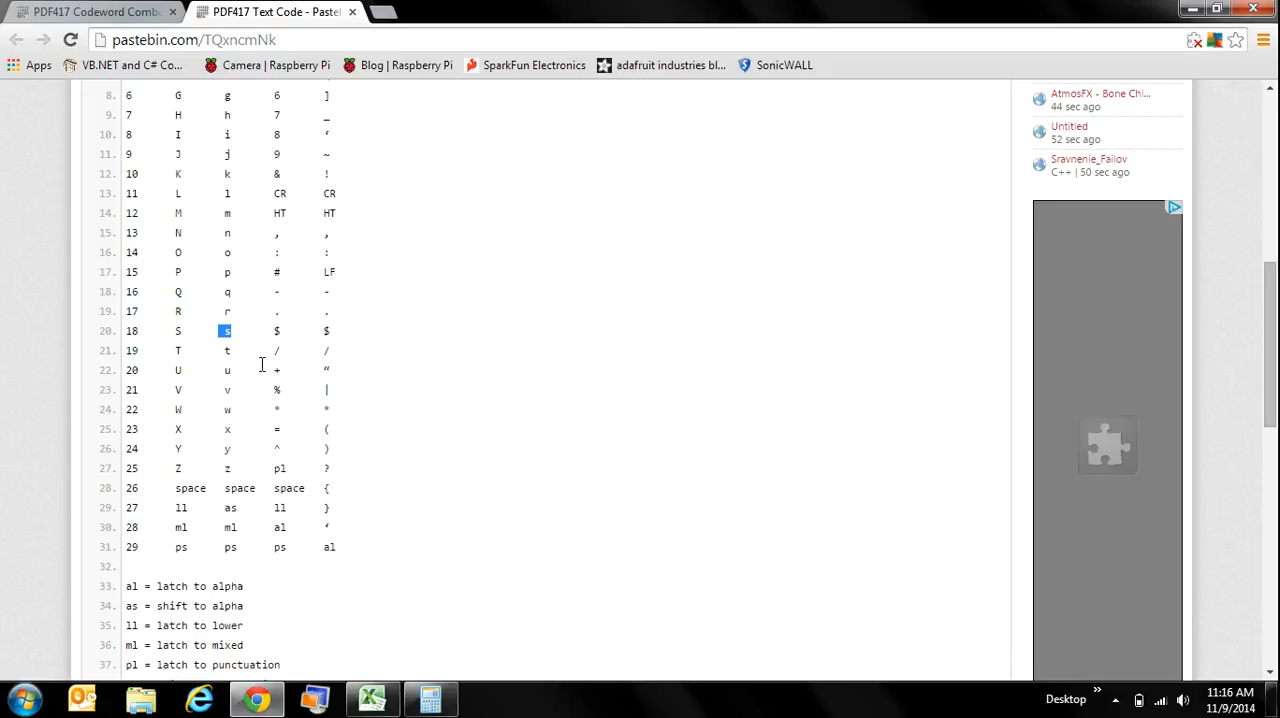 PDF417 Codeword Combi
PDF417 Text Code - Pastel
pastebin.com/TQxncmNk
Apps
VB.NET and C# Co...
Camera | Raspberry Pi
Blog | Raspberry Pi
SparkFun Electronics
adafruit industries bl...
SonicWALL
8. 6 G g 6 ]
9. 7 H h 7 _
10. 8 I i 8 ‘
11. 9 J j 9 ~
12. 10 K k & !
13. 11 L l CR CR
14. 12 M m HT HT
15. 13 N n , ,
16. 14 O o : :
17. 15 P p # LF
18. 16 Q q - -
19. 17 R r . .
20. 18 S s $ $
21. 19 T t / /
22. 20 U u + “
23. 21 V v % |
24. 22 W w * *
25. 23 X x = (
26. 24 Y y ^ )
27. 25 Z z pl ?
28. 26 space space space {
29. 27 ll as ll }
30. 28 ml ml al ‘
31. 29 ps ps ps al
32.
33. al = latch to alpha
34. as = shift to alpha
35. ll = latch to lower
36. ml = latch to mixed
37. pl = latch to punctuation
AtmosFX - Bone Chi...
44 sec ago
Untitled
52 sec ago
Sravnenie_Failov
C++ | 50 sec ago
Desktop
11:16 AM
11/9/2014